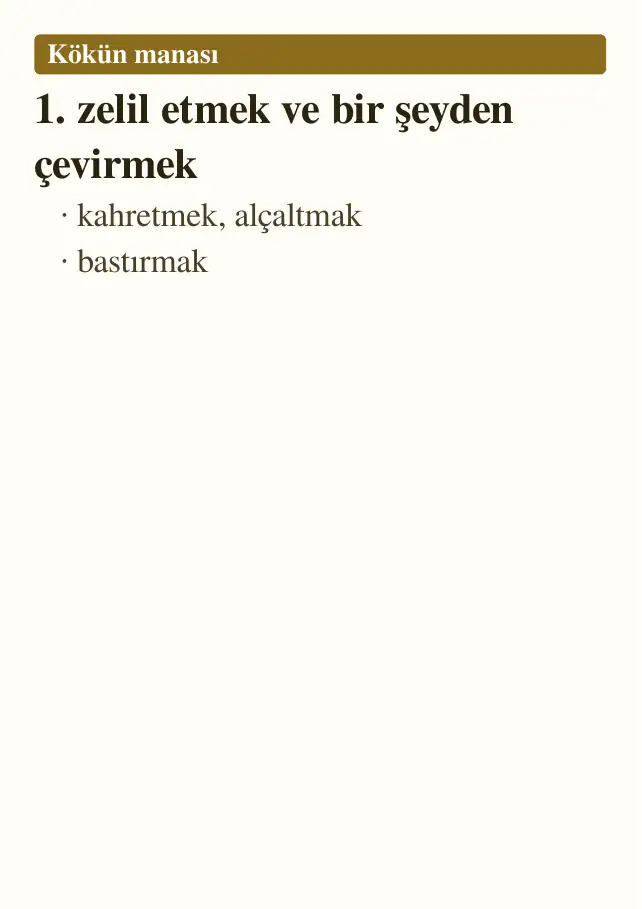 Kökün manası
1. zelil etmek ve bir şeyden
çevirmek
· kahretmek, alçaltmak
· bastırmak